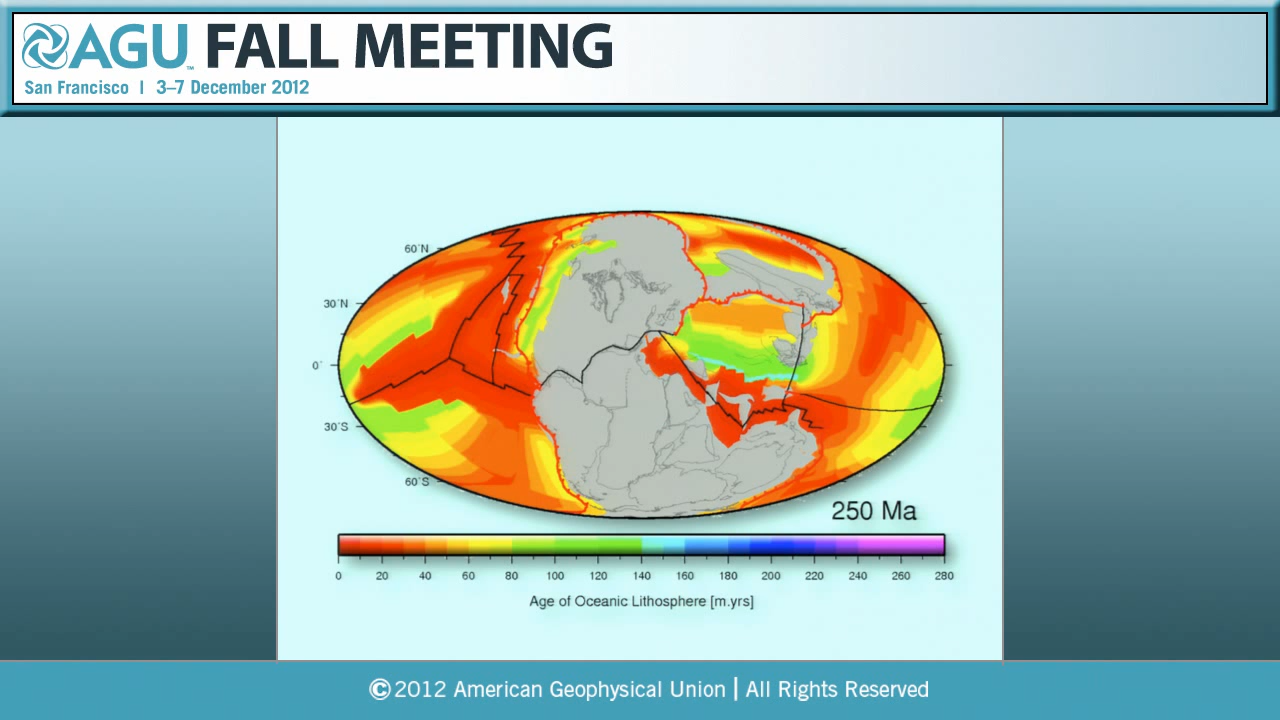 AGU™ FALL MEETING
San Francisco | 3–7 December 2012
60°N
30°N
0°
30°S
60°S
250 Ma
0 20 40 60 80 100 120 140 160 180 200 220 240 260 280
Age of Oceanic Lithosphere [m.yrs]
©2012 American Geophysical Union | All Rights Reserved